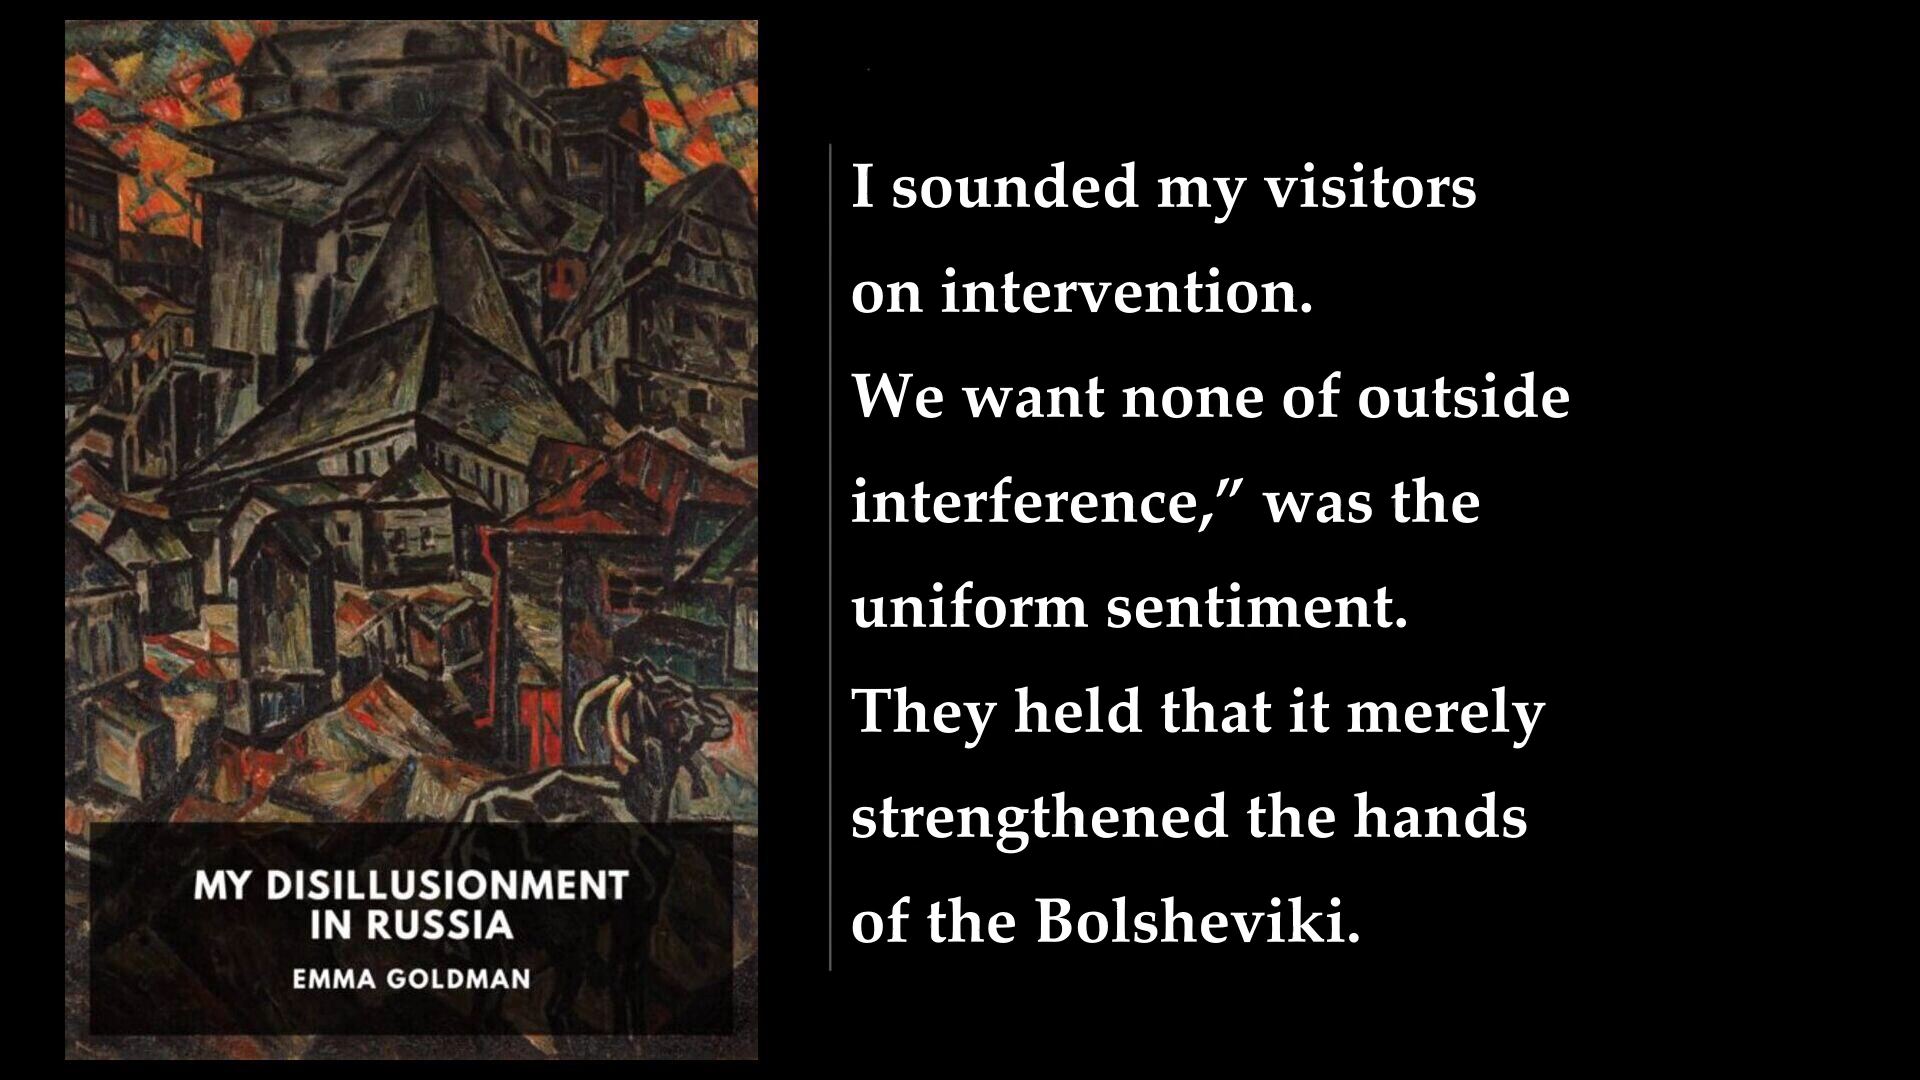 MY DISILLUSIONMENT
IN RUSSIA
EMMA GOLDMAN
I sounded my visitors
on intervention.
We want none of outside
interference,” was the
uniform sentiment.
They held that it merely
strengthened the hands
of the Bolsheviki.